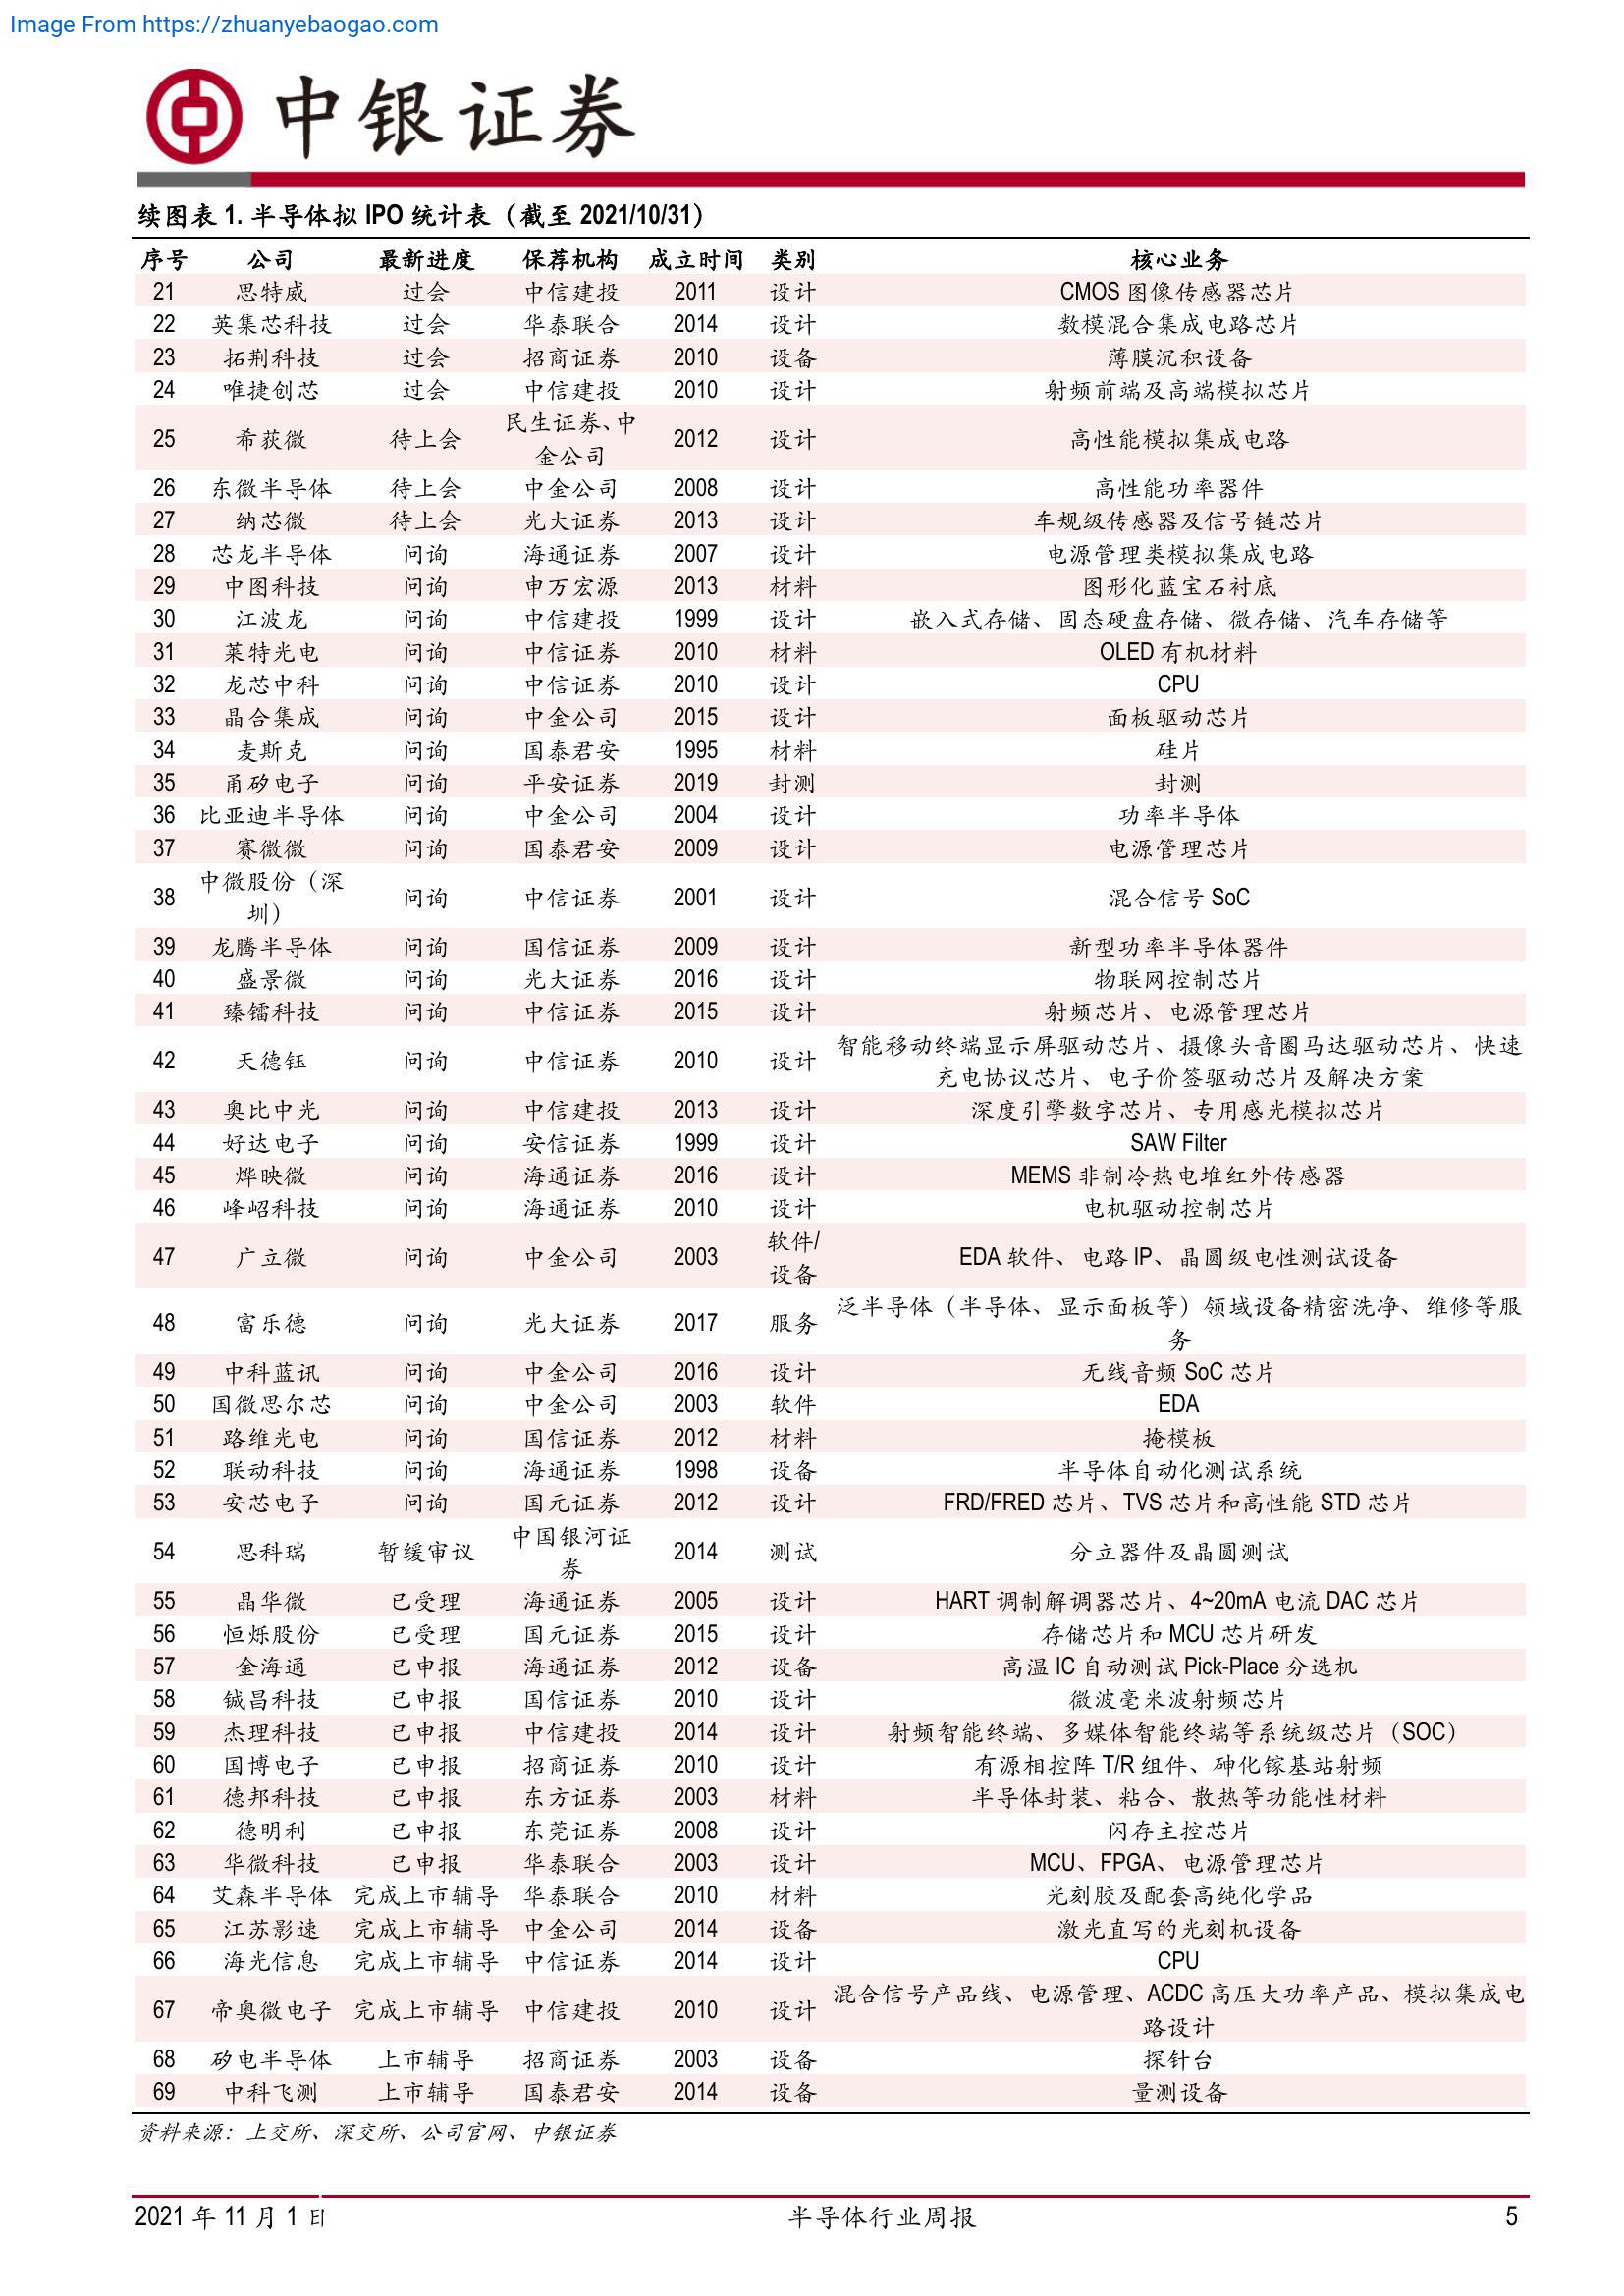 Image From https://zhuanyebaogao.com
中银证券
续图表 1. 半导体拟 IPO 统计表（截至 2021/10/31）
序号 公司 最新进度 保荐机构 成立时间 类别 核心业务
21 思特威 过会 中信建投 2011 设计 CMOS 图像传感器芯片
22 英集芯科技 过会 华泰联合 2014 设计 数模混合集成电路芯片
23 拓荆科技 过会 招商证券 2010 设备 薄膜沉积设备
24 唯捷创芯 过会 中信建投 2010 设计 射频前端及高端模拟芯片
25 希荻微 待上会 民生证券、中金公司 2012 设计 高性能模拟集成电路
26 东微半导体 待上会 中金公司 2008 设计 高性能功率器件
27 纳芯微 待上会 光大证券 2013 设计 车规级传感器及信号链芯片
28 芯龙半导体 问询 海通证券 2007 设计 电源管理类模拟集成电路
29 中图科技 问询 申万宏源 2013 材料 图形化蓝宝石衬底
30 江波龙 问询 中信建投 1999 设计 嵌入式存储、固态硬盘存储、微存储、汽车存储等
31 莱特光电 问询 中信证券 2010 材料 OLED 有机材料
32 龙芯中科 问询 中信证券 2010 设计 CPU
33 晶合集成 问询 中金公司 2015 设计 面板驱动芯片
34 麦斯克 问询 国泰君安 1995 材料 硅片
35 甬矽电子 问询 平安证券 2019 封测 封测
36 比亚迪半导体 问询 中金公司 2004 设计 功率半导体
37 赛微微 问询 国泰君安 2009 设计 电源管理芯片
38 中微股份（深圳） 问询 中信证券 2001 设计 混合信号 SoC
39 龙腾半导体 问询 国信证券 2009 设计 新型功率半导体器件
40 盛景微 问询 光大证券 2016 设计 物联网控制芯片
41 臻镭科技 问询 中信证券 2015 设计 射频芯片、电源管理芯片
42 天德钰 问询 中信证券 2010 设计 智能移动终端显示屏驱动芯片、摄像头音圈马达驱动芯片、快速
充电协议芯片、电子价签驱动芯片及解决方案
43 奥比中光 问询 中信建投 2013 设计 深度引擎数字芯片、专用感光模拟芯片
44 好达电子 问询 安信证券 1999 设计 SAW Filter
45 烨映微 问询 海通证券 2016 设计 MEMS 非制冷热电堆红外传感器
46 峰岹科技 问询 海通证券 2010 设计 电机驱动控制芯片
47 广立微 问询 中金公司 2003 软件/设备 EDA 软件、电路 IP、晶圆级电性测试设备
48 富乐德 问询 光大证券 2017 服务 泛半导体（半导体、显示面板等）领域设备精密洗净、维修等服
务
49 中科蓝讯 问询 中金公司 2016 设计 无线音频 SoC 芯片
50 国微思尔芯 问询 中金公司 2003 软件 EDA
51 路维光电 问询 国信证券 2012 材料 掩模板
52 联动科技 问询 海通证券 1998 设备 半导体自动化测试系统
53 安芯电子 问询 国元证券 2012 设计 FRD/FRED 芯片、TVS 芯片和高性能 STD 芯片
54 思科瑞 暂缓审议 中国银河证券 2014 测试 分立器件及晶圆测试
55 晶华微 已受理 海通证券 2005 设计 HART 调制解调器芯片、4~20mA 电流 DAC 芯片
56 恒烁股份 已受理 国元证券 2015 设计 存储芯片和 MCU 芯片研发
57 金海通 已申报 海通证券 2012 设备 高温 IC 自动测试 Pick-Place 分选机
58 铖昌科技 已申报 国信证券 2010 设计 微波毫米波射频芯片
59 杰理科技 已申报 中信建投 2014 设计 射频智能终端、多媒体智能终端等系统级芯片（SOC）
60 国博电子 已申报 招商证券 2010 设计 有源相控阵 T/R 组件、砷化镓基站射频
61 德邦科技 已申报 东方证券 2003 材料 半导体封装、粘合、散热等功能性材料
62 德明利 已申报 东莞证券 2008 设计 闪存主控芯片
63 华微科技 已申报 华泰联合 2003 设计 MCU、FPGA、电源管理芯片
64 艾森半导体 完成上市辅导 华泰联合 2010 材料 光刻胶及配套高纯化学品
65 江苏影速 完成上市辅导 中金公司 2014 设备 激光直写的光刻机设备
66 海光信息 完成上市辅导 中信证券 2014 设计 CPU
67 帝奥微电子 完成上市辅导 中信建投 2010 设计 混合信号产品线、电源管理、ACDC 高压大功率产品、模拟集成电
路设计
68 矽电半导体 上市辅导 招商证券 2003 设备 探针台
69 中科飞测 上市辅导 国泰君安 2014 设备 量测设备
资料来源：上交所、深交所、公司官网、中银证券
2021 年 11 月 1 日 半导体行业周报 5